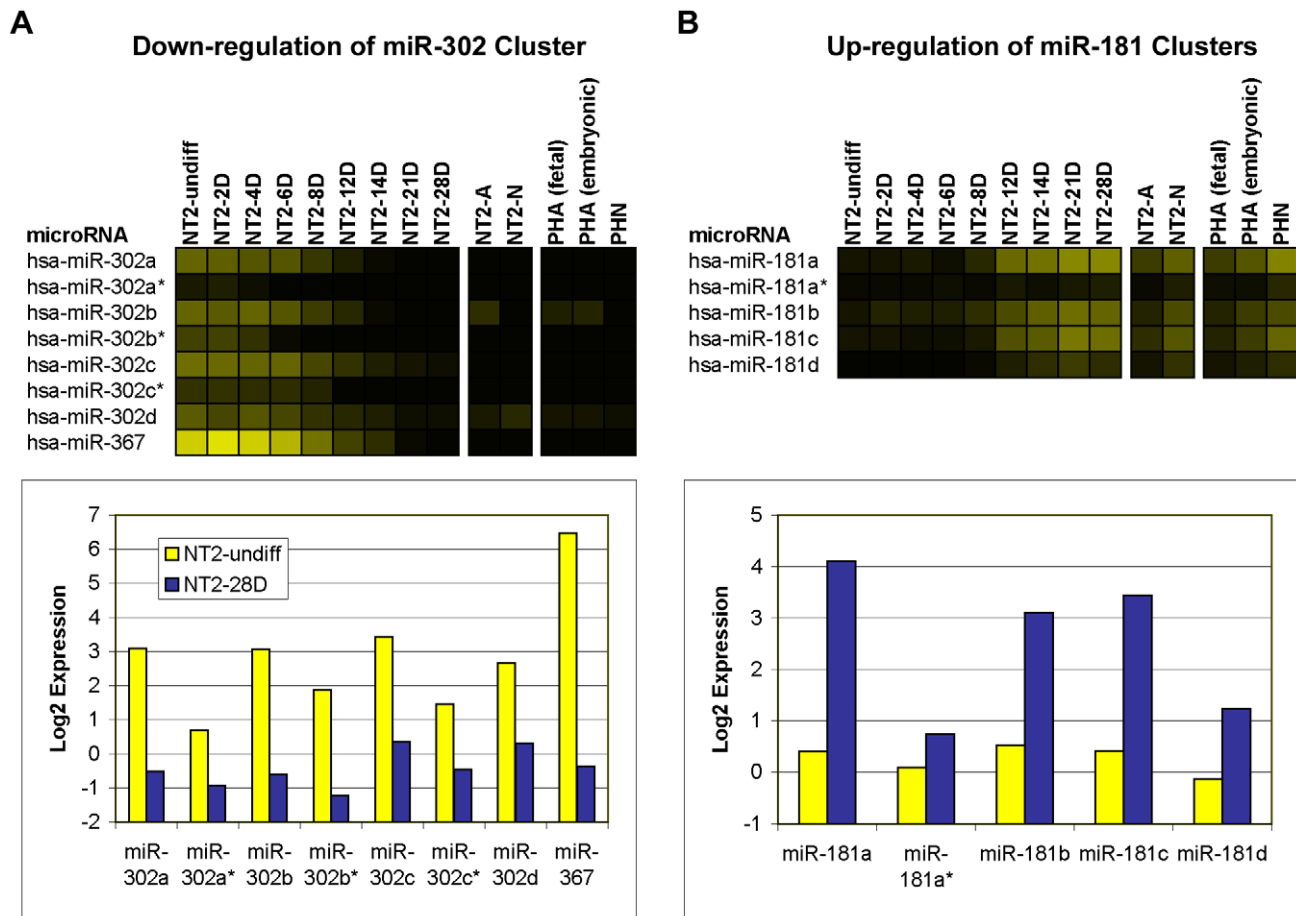 A
Down-regulation of miR-302 Cluster
microRNA
NT2-undiff
NT2-2D
NT2-4D
NT2-6D
NT2-8D
NT2-12D
NT2-14D
NT2-21D
NT2-28D
NT2-A
NT2-N
PHA (fetal)
PHA (embryonic)
PHN
hsa-miR-302a
hsa-miR-302a*
hsa-miR-302b
hsa-miR-302b*
hsa-miR-302c
hsa-miR-302c*
hsa-miR-302d
hsa-miR-367
Log2 Expression
7
6
5
4
3
2
1
0
-1
-2
NT2-undiff
NT2-28D
miR-302a
miR-302a*
miR-302b
miR-302b*
miR-302c
miR-302c*
miR-302d
miR-367
B
Up-regulation of miR-181 Clusters
microRNA
NT2-undiff
NT2-2D
NT2-4D
NT2-6D
NT2-8D
NT2-12D
NT2-14D
NT2-21D
NT2-28D
NT2-A
NT2-N
PHA (fetal)
PHA (embryonic)
PHN
hsa-miR-181a
hsa-miR-181a*
hsa-miR-181b
hsa-miR-181c
hsa-miR-181d
Log2 Expression
5
4
3
2
1
0
-1
miR-181a
miR-181a*
miR-181b
miR-181c
miR-181d